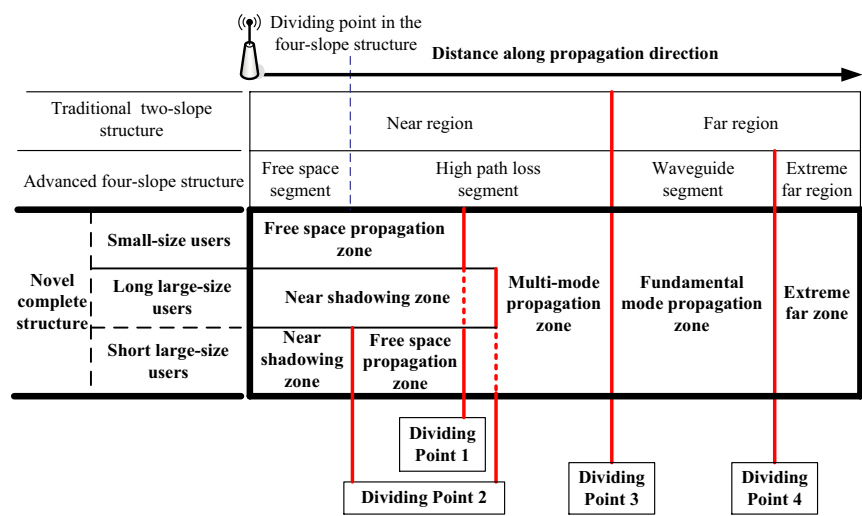 Dividing point in the
four-slope structure
Distance along propagation direction
Traditional two-slope
structure
Near region
Far region
Advanced four-slope structure
Free space
segment
High path loss
segment
Waveguide
segment
Extreme
far region
Novel
complete
structure
Small-size users
Free space propagation
zone
Long large-size
users
Near shadowing zone
Short large-size
users
Near
shadowing
zone
Free space
propagation
zone
Multi-mode
propagation
zone
Fundamental
mode propagation
zone
Extreme
far zone
Dividing
Point 1
Dividing Point 2
Dividing
Point 3
Dividing
Point 4